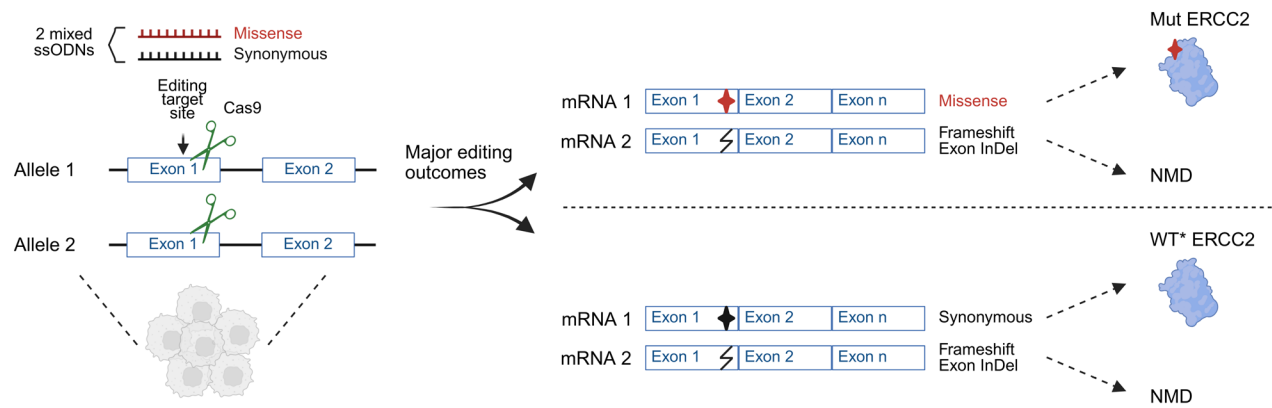 2 mixed
ssODNs
Missense
Synonymous
Editing
target
site
Cas9
Allele 1
Exon 1
Exon 2
Allele 2
Exon 1
Exon 2
Major editing
outcomes
mRNA 1
Exon 1
Exon 2
Exon n
Missense
mRNA 2
Exon 1
Exon 2
Exon n
Frameshift
Exon InDel
Mut ERCC2
NMD
mRNA 1
Exon 1
Exon 2
Exon n
Synonymous
mRNA 2
Exon 1
Exon 2
Exon n
Frameshift
Exon InDel
WT* ERCC2
NMD